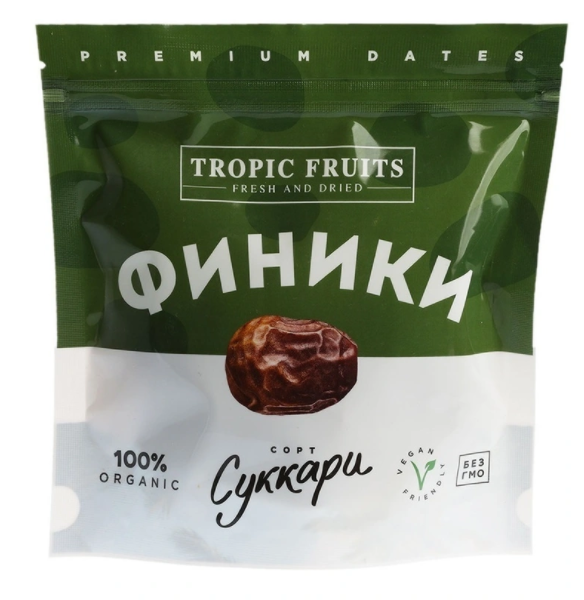 PREMIUM DATES
TROPIC FRUITS
FRESH AND DRIED
ФИНИКИ
100%
ORGANIC
СОРТ
Суккари
VEGAN
FRIENDLY
БЕЗ
ГМО